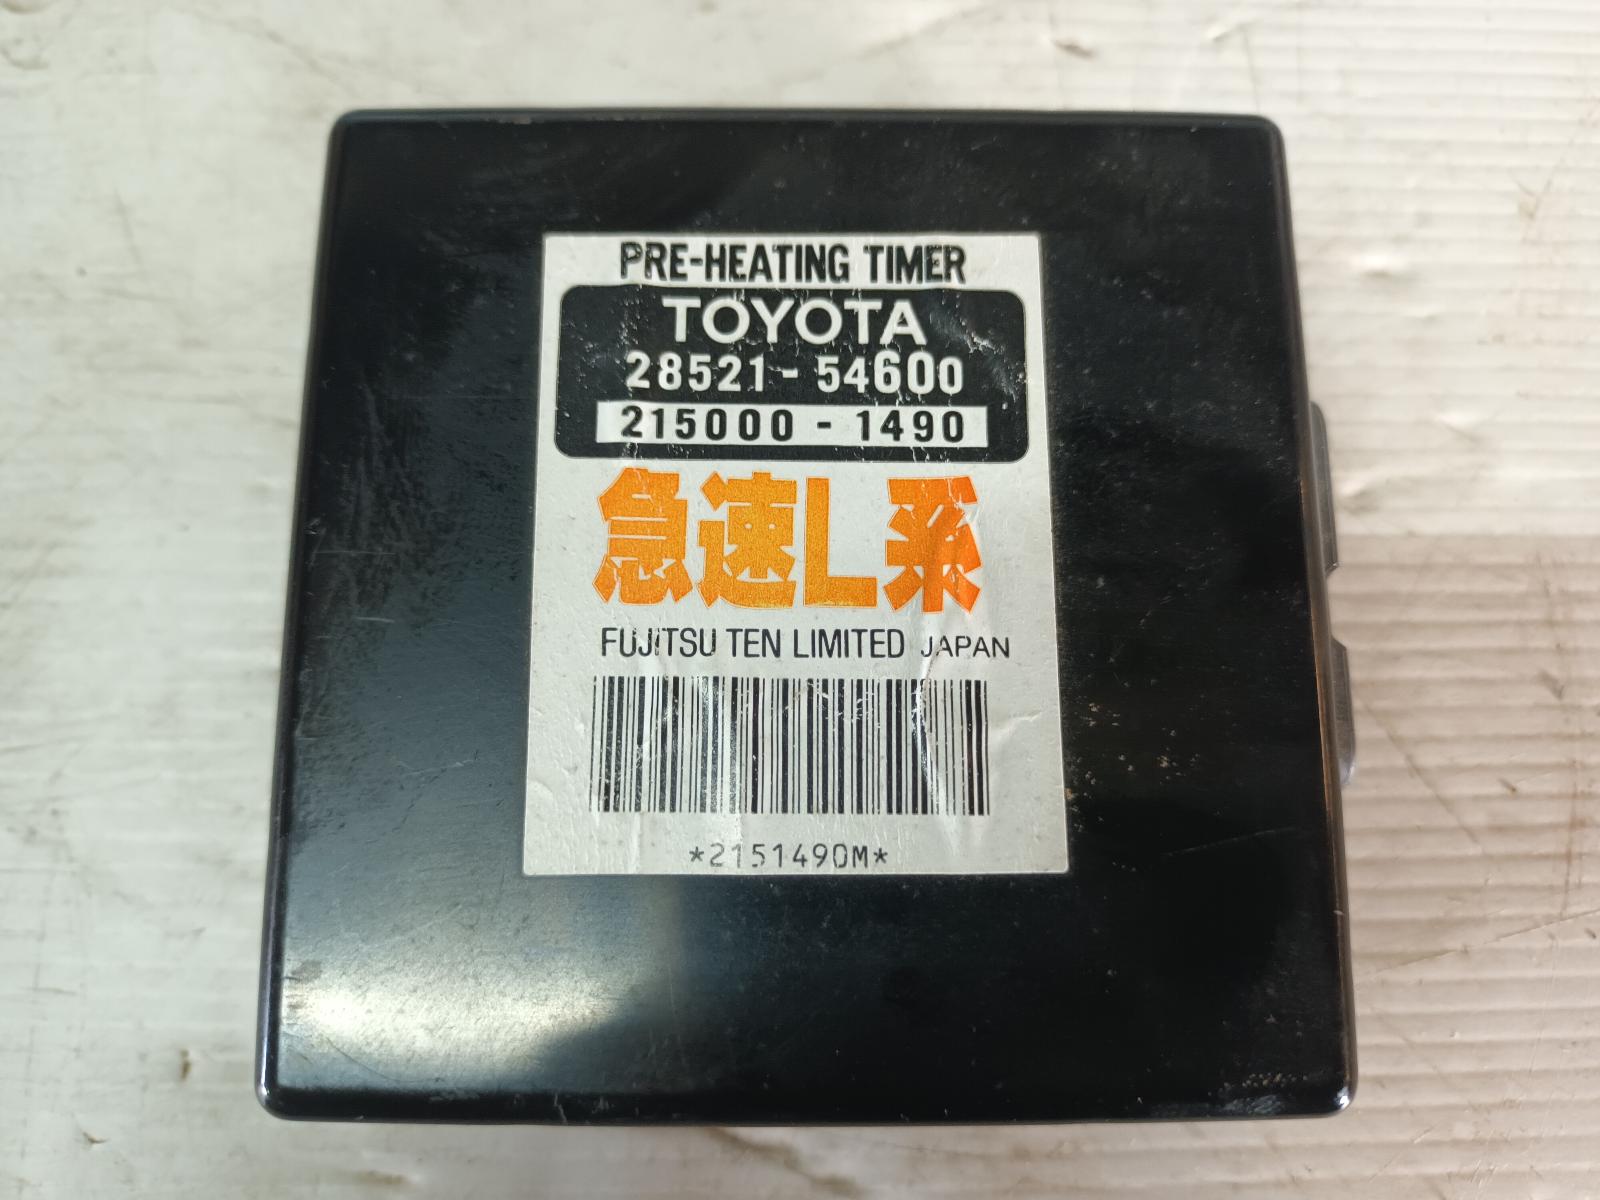 PRE-HEATING TIMER
TOYOTA
28521-54600
215000-1490
急速L系
FUJITSU TEN LIMITED JAPAN
*2151490M*